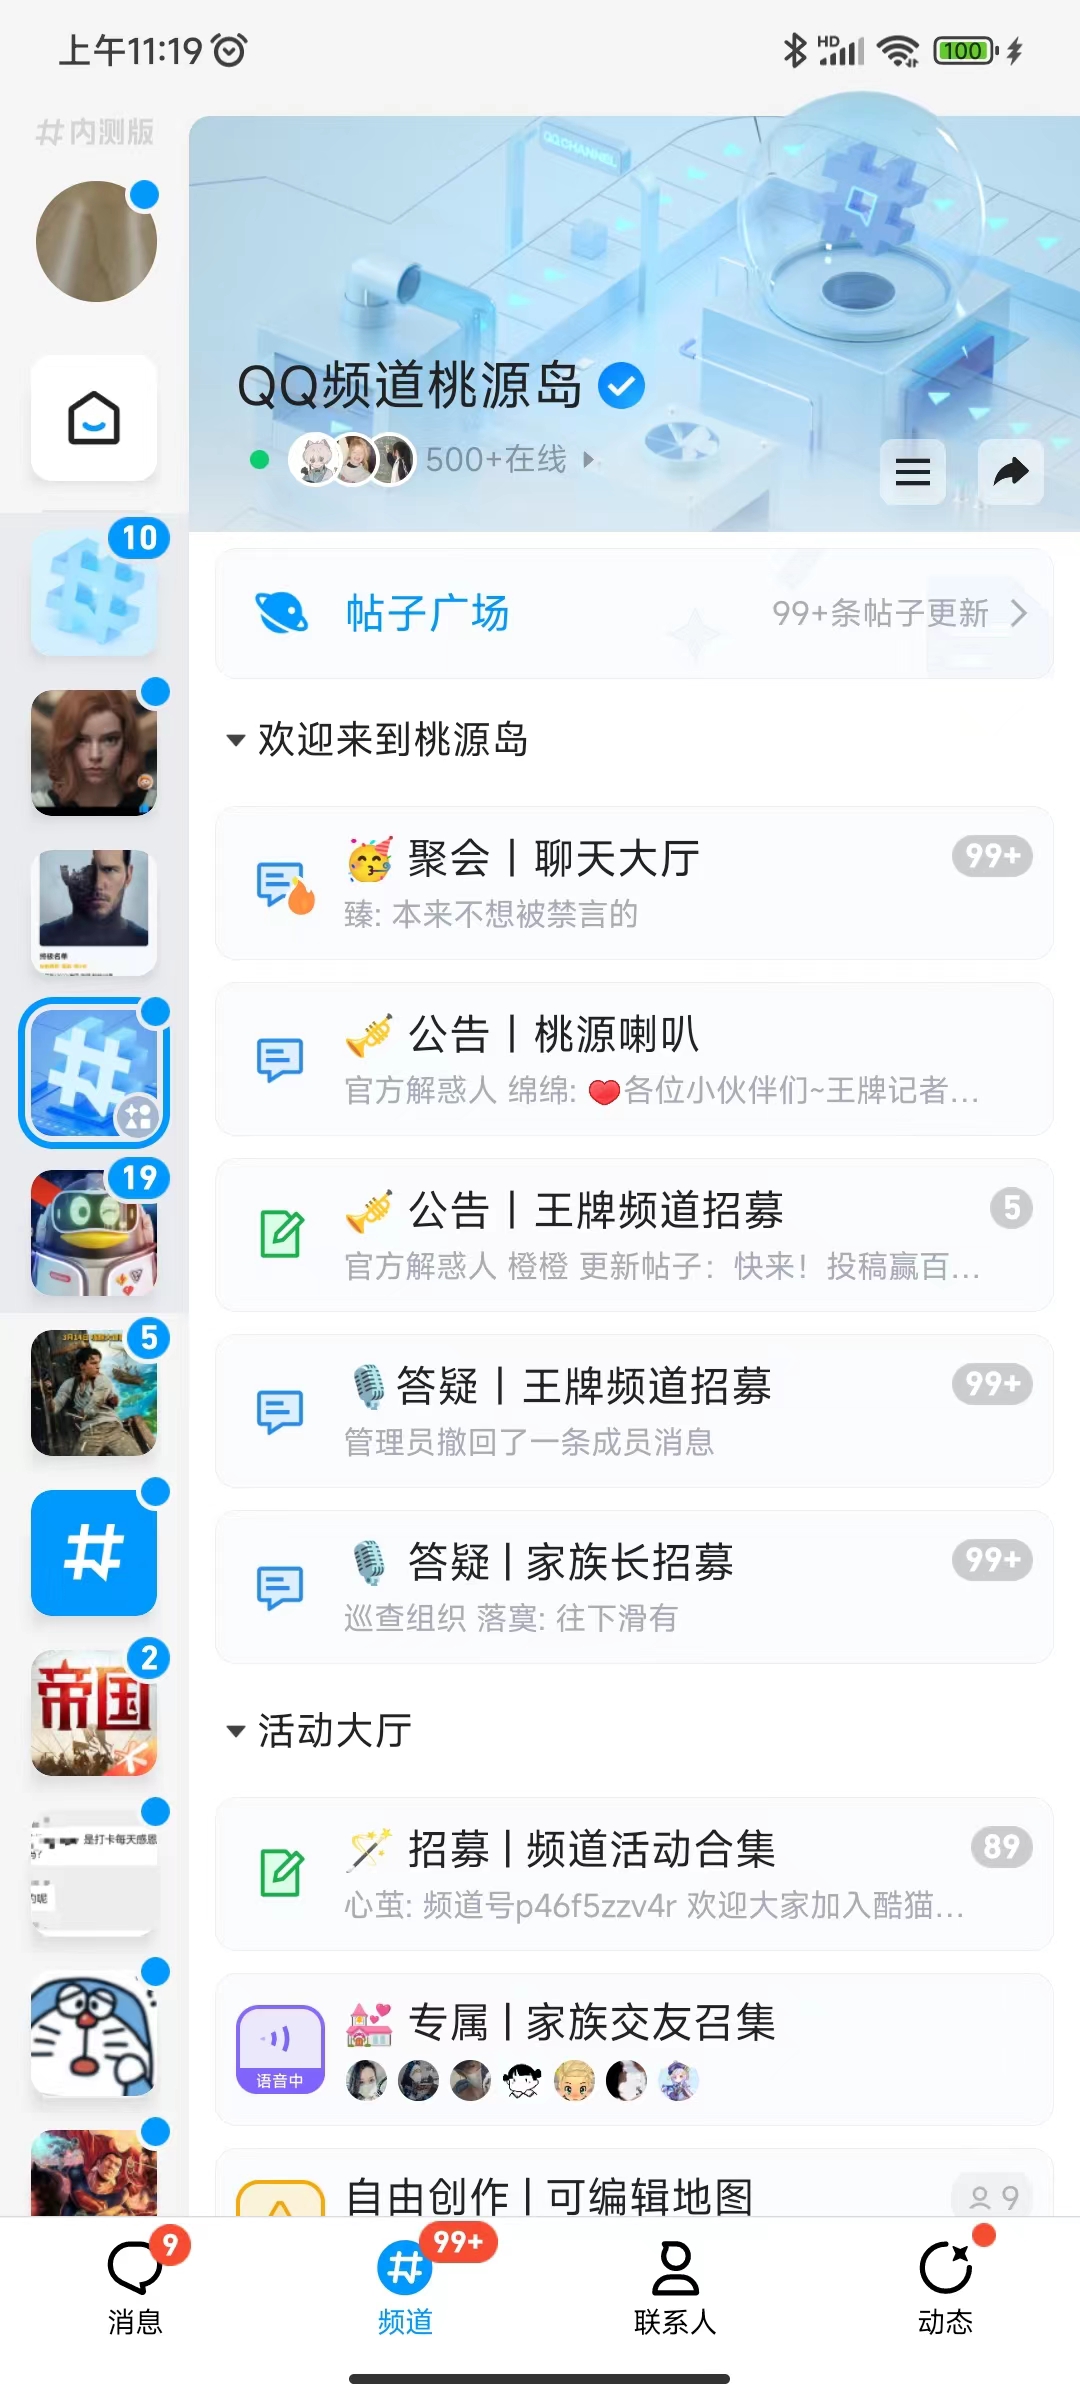 上午11:19
HD
100
#内测版
QQ CHANNEL
QQ频道桃源岛
500+在线
10
帖子广场
99+条帖子更新
欢迎来到桃源岛
聚会丨聊天大厅
99+
臻: 本来不想被禁言的
终极名单
公告丨桃源喇叭
官方解惑人 绵绵: ❤各位小伙伴们~王牌记者...
19
公告丨王牌频道招募
5
官方解惑人 橙橙 更新帖子：快来！投稿赢百...
5
答疑丨王牌频道招募
99+
管理员撤回了一条成员消息
答疑 | 家族长招募
99+
巡查组织 落寞: 往下滑有
2
帝国
活动大厅
招募 | 频道活动合集
89
心茧: 频道号p46f5zzv4r 欢迎大家加入酷猫...
是打卡每天感恩
专属 | 家族交友召集
语音中
自由创作 | 可编辑地图
9
9
99+
消息
频道
联系人
动态